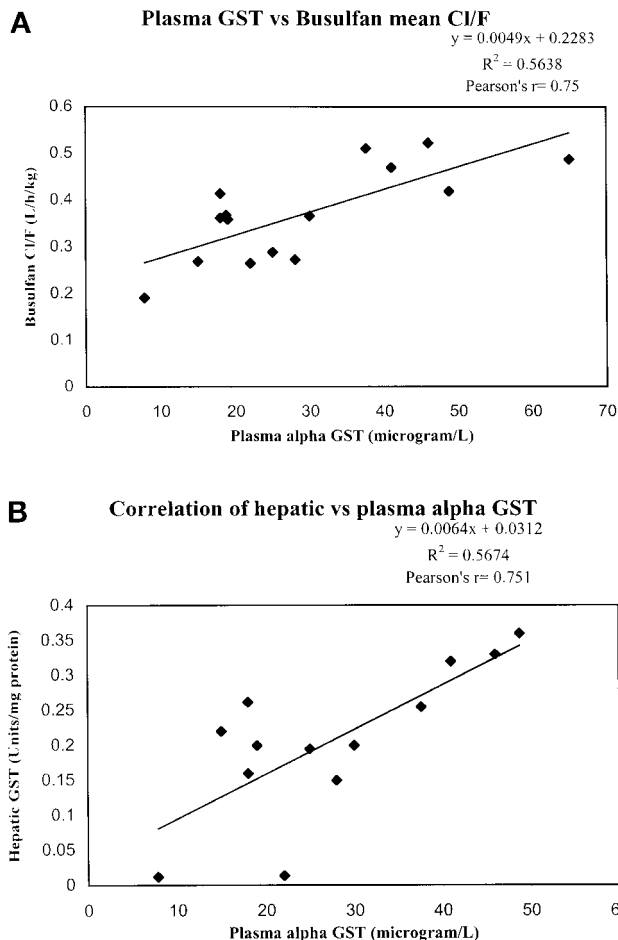 A
Plasma GST vs Busulfan mean Cl/F
y = 0.0049x + 0.2283
R² = 0.5638
Pearson's r= 0.75
0.6
0.5
0.4
0.3
0.2
0.1
0
Busulfan Cl/F (L/h/kg)
0 10 20 30 40 50 60 70
Plasma alpha GST (microgram/L)
B
Correlation of hepatic vs plasma alpha GST
y = 0.0064x + 0.0312
R² = 0.5674
Pearson's r= 0.751
0.4
0.35
0.3
0.25
0.2
0.15
0.1
0.05
0
Hepatic GST (Units/mg protein)
0 10 20 30 40 50
Plasma alpha GST (microgram/L)